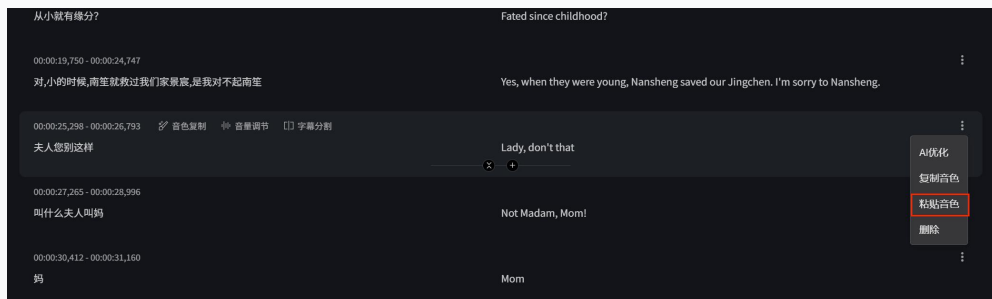 从小就有缘分?
Fated since childhood?
00:00:19,750 - 00:00:24,747
对,小的时候,南笙就救过我们家景宸,是我对不起南笙
Yes, when they were young, Nansheng saved our Jingchen. I'm sorry to Nansheng.
00:00:25,298 - 00:00:26,793 音色复制 音量调节 字幕分割
夫人您别这样
Lady, don't that
AI优化
复制音色
粘贴音色
删除
00:00:27,265 - 00:00:28,996
叫什么夫人叫妈
Not Madam, Mom!
00:00:30,412 - 00:00:31,160
妈
Mom